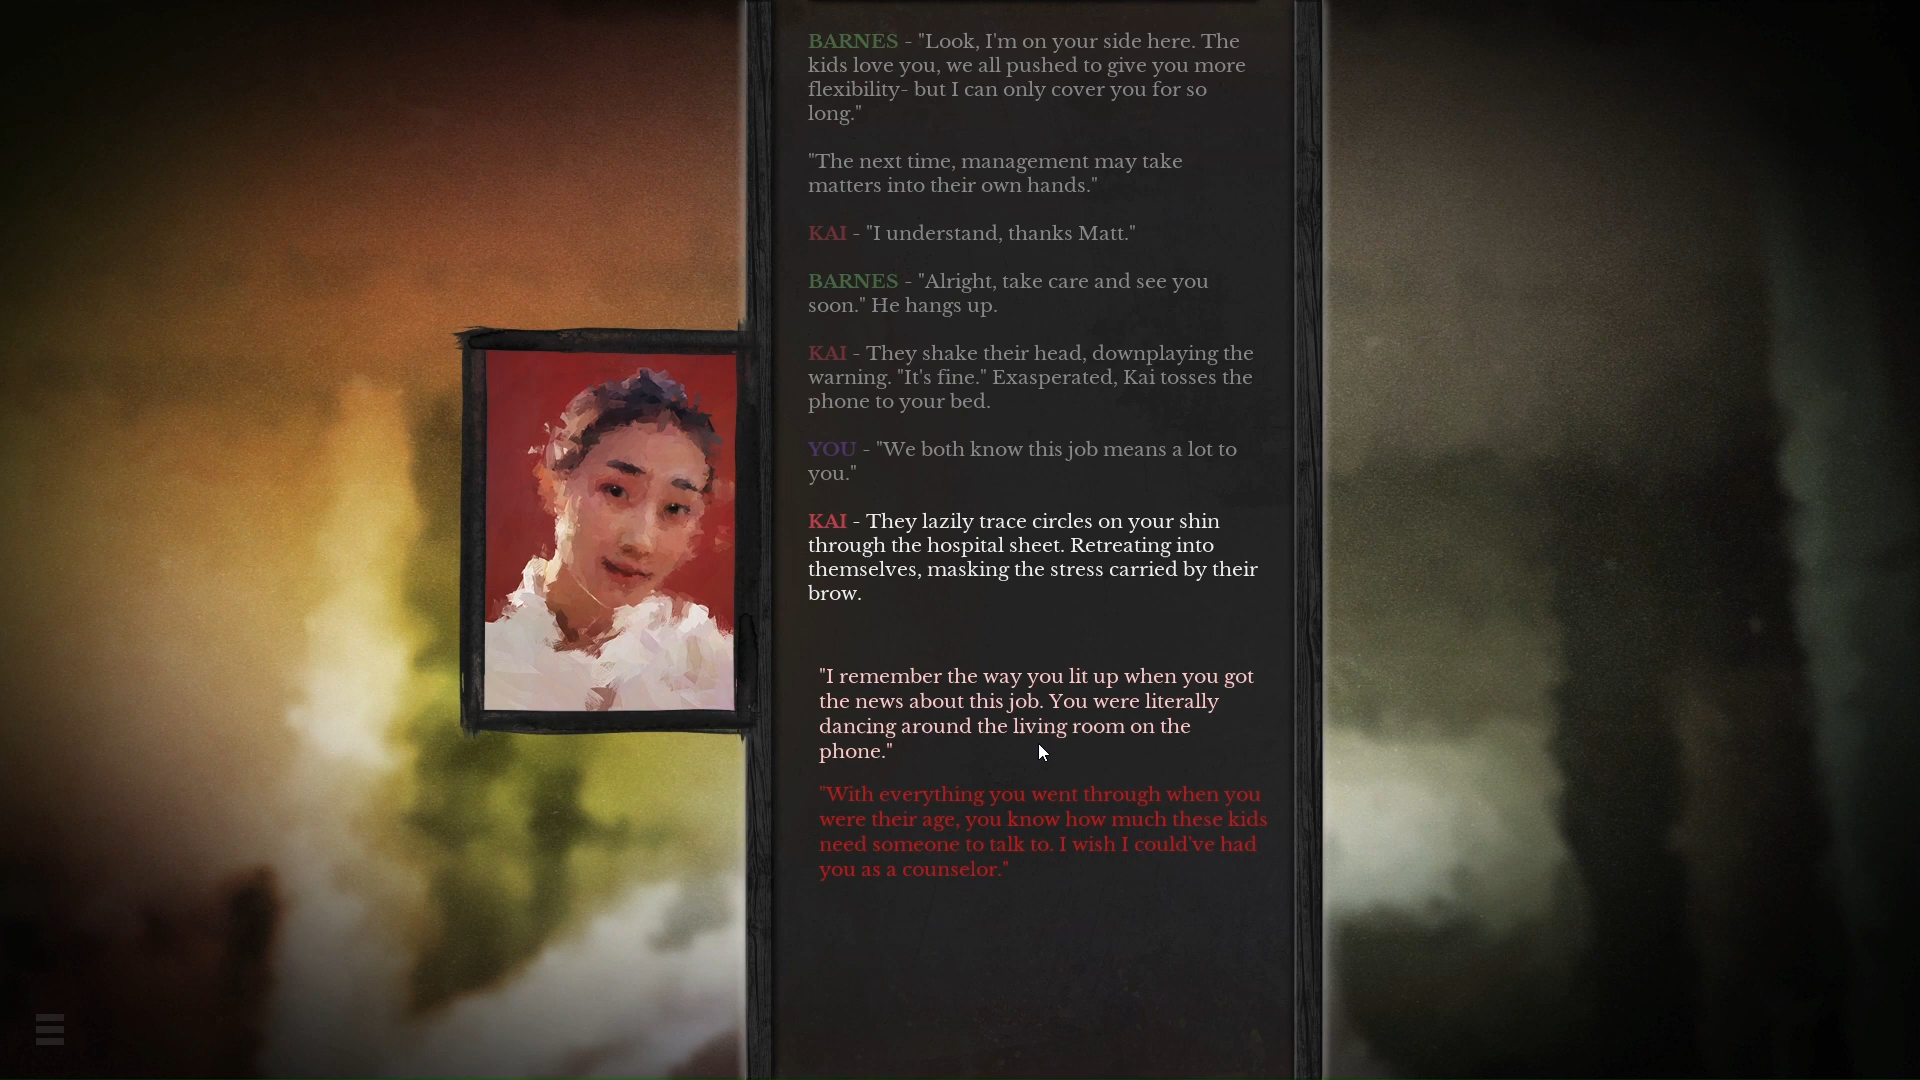 BARNES - "Look, I'm on your side here. The
kids love you, we all pushed to give you more
flexibility- but I can only cover you for so
long."
"The next time, management may take
matters into their own hands."
KAI - "I understand, thanks Matt."
BARNES - "Alright, take care and see you
soon." He hangs up.
KAI - They shake their head, downplaying the
warning. "It's fine." Exasperated, Kai tosses the
phone to your bed.
YOU - "We both know this job means a lot to
you."
KAI - They lazily trace circles on your shin
through the hospital sheet. Retreating into
themselves, masking the stress carried by their
brow.
"I remember the way you lit up when you got
the news about this job. You were literally
dancing around the living room on the
phone."
"With everything you went through when you
were their age, you know how much these kids
need someone to talk to. I wish I could've had
you as a counselor."